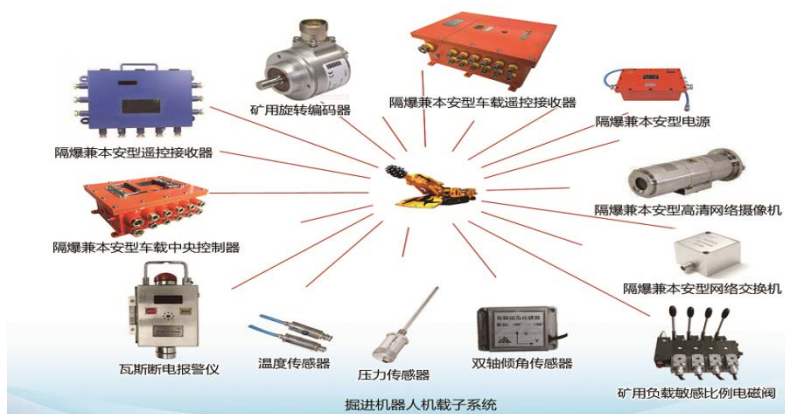 矿用旋转编码器
隔爆兼本安型车载遥控接收器
隔爆兼本安型电源
隔爆兼本安型遥控接收器
隔爆兼本安型高清网络摄像机
隔爆兼本安型车载中央控制器
隔爆兼本安型网络交换机
瓦斯断电报警仪
温度传感器
压力传感器
双轴倾角传感器
矿用负载敏感比例电磁阀
掘进机器人机载子系统